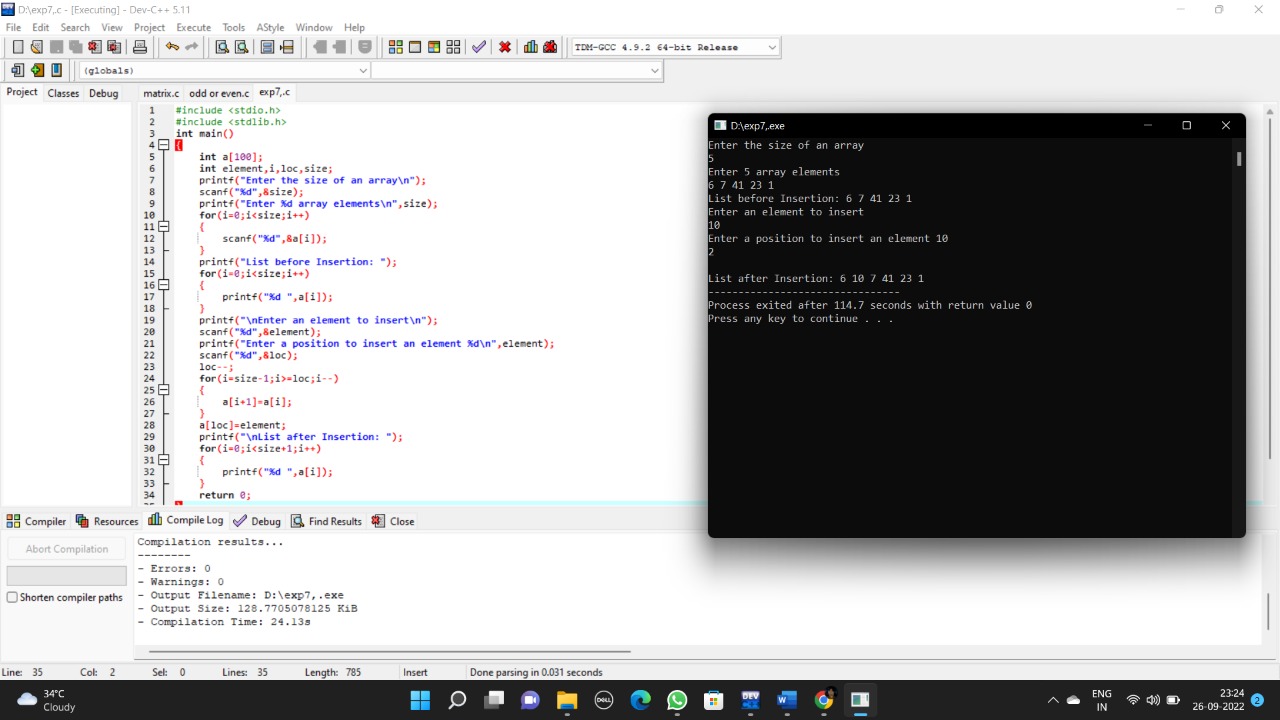 D:\exp7,.c - [Executing] - Dev-C++ 5.11
File Edit Search View Project Execute Tools AStyle Window Help
TDM-GCC 4.9.2 64-bit Release
(globals)
Project Classes Debug
matrix.c odd or even.c exp7,.c
1 #include <stdio.h>
2 #include <stdlib.h>
3 int main()
4 {
5 int a[100];
6 int element,i,loc,size;
7 printf("Enter the size of an array\n");
8 scanf("%d",&size);
9 printf("Enter %d array elements\n",size);
10 for(i=0;i<size;i++)
11 {
12 scanf("%d",&a[i]);
13 }
14 printf("List before Insertion: ");
15 for(i=0;i<size;i++)
16 {
17 printf("%d ",a[i]);
18 }
19 printf("\nEnter an element to insert\n");
20 scanf("%d",&element);
21 printf("Enter a position to insert an element %d\n",element);
22 scanf("%d",&loc);
23 loc--;
24 for(i=size-1;i>=loc;i--)
25 {
26 a[i+1]=a[i];
27 }
28 a[loc]=element;
29 printf("\nList after Insertion: ");
30 for(i=0;i<size+1;i++)
31 {
32 printf("%d ",a[i]);
33 }
34 return 0;
35 }
D:\exp7,.exe
Enter the size of an array
5
Enter 5 array elements
6 7 41 23 1
List before Insertion: 6 7 41 23 1
Enter an element to insert
10
Enter a position to insert an element 10
2
List after Insertion: 6 10 7 41 23 1
--------------------------------
Process exited after 114.7 seconds with return value 0
Press any key to continue . . .
Compiler Resources Compile Log Debug Find Results Close
Abort Compilation
Shorten compiler paths
Compilation results...
--------
- Errors: 0
- Warnings: 0
- Output Filename: D:\exp7,.exe
- Output Size: 128.7705078125 KiB
- Compilation Time: 24.13s
Line: 35 Col: 2 Sel: 0 Lines: 35 Length: 785 Insert Done parsing in 0.031 seconds
34°C
Cloudy
DELL
DEV
W
ENG
IN
23:24
26-09-2022
2